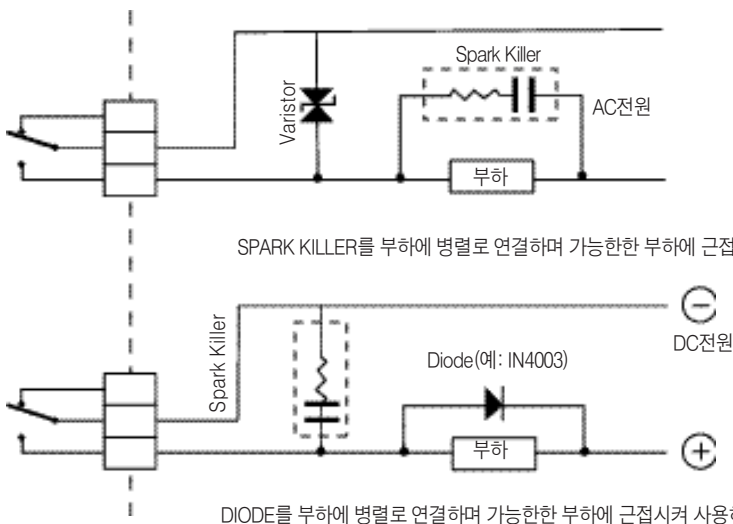 Spark Killer
Varistor
AC전원
부하
SPARK KILLER를 부하에 병렬로 연결하며 가능한한 부하에 근접
Spark Killer
DC전원
Diode(예: IN4003)
부하
DIODE를 부하에 병렬로 연결하며 가능한한 부하에 근접시켜 사용